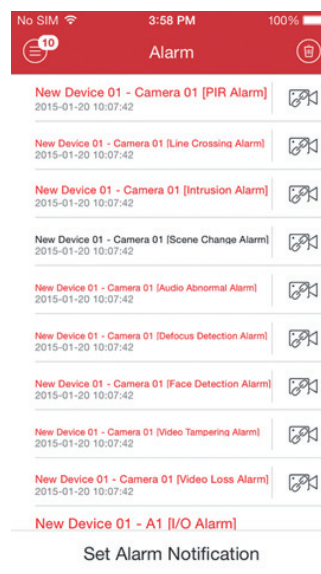 No SIM 3:58 PM 100%
10
Alarm
New Device 01 - Camera 01 [PIR Alarm]
2015-01-20 10:07:42
New Device 01 - Camera 01 [Line Crossing Alarm]
2015-01-20 10:07:42
New Device 01 - Camera 01 [Intrusion Alarm]
2015-01-20 10:07:42
New Device 01 - Camera 01 [Scene Change Alarm]
2015-01-20 10:07:42
New Device 01 - Camera 01 [Audio Abnormal Alarm]
2015-01-20 10:07:42
New Device 01 - Camera 01 [Defocus Detection Alarm]
2015-01-20 10:07:42
New Device 01 - Camera 01 [Face Detection Alarm]
2015-01-20 10:07:42
New Device 01 - Camera 01 [Video Tampering Alarm]
2015-01-20 10:07:42
New Device 01 - Camera 01 [Video Loss Alarm]
2015-01-20 10:07:42
New Device 01 - A1 [I/O Alarm]
Set Alarm Notification